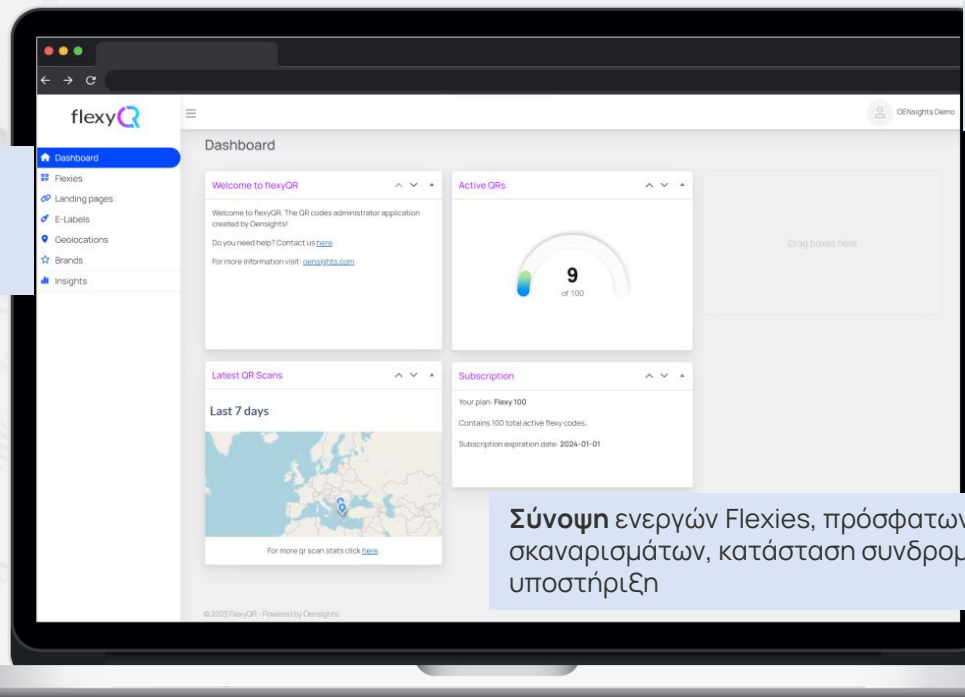 flexyQR
OENsights Demo
Dashboard
Flexies
Landing pages
E-Labels
Geolocations
Brands
Insights
Dashboard
Welcome to flexyQR
Welcome to flexyQR. The QR codes administrator application
created by Oensights!
Do you need help? Contact us here.
For more information visit: oensights.com
Active QRs
9
of 100
Drag boxes here
Latest QR Scans
Last 7 days
For more qr scan stats click here.
Subscription
Your plan: Flexy 100
Contains 100 total active flexy codes.
Subscription expiration date: 2024-01-01
Σύνοψη ενεργών Flexies, πρόσφατων
σκαναρισμάτων, κατάσταση συνδρομ
υποστήριξη
© 2023 FlexyQR - Powered by Oensights